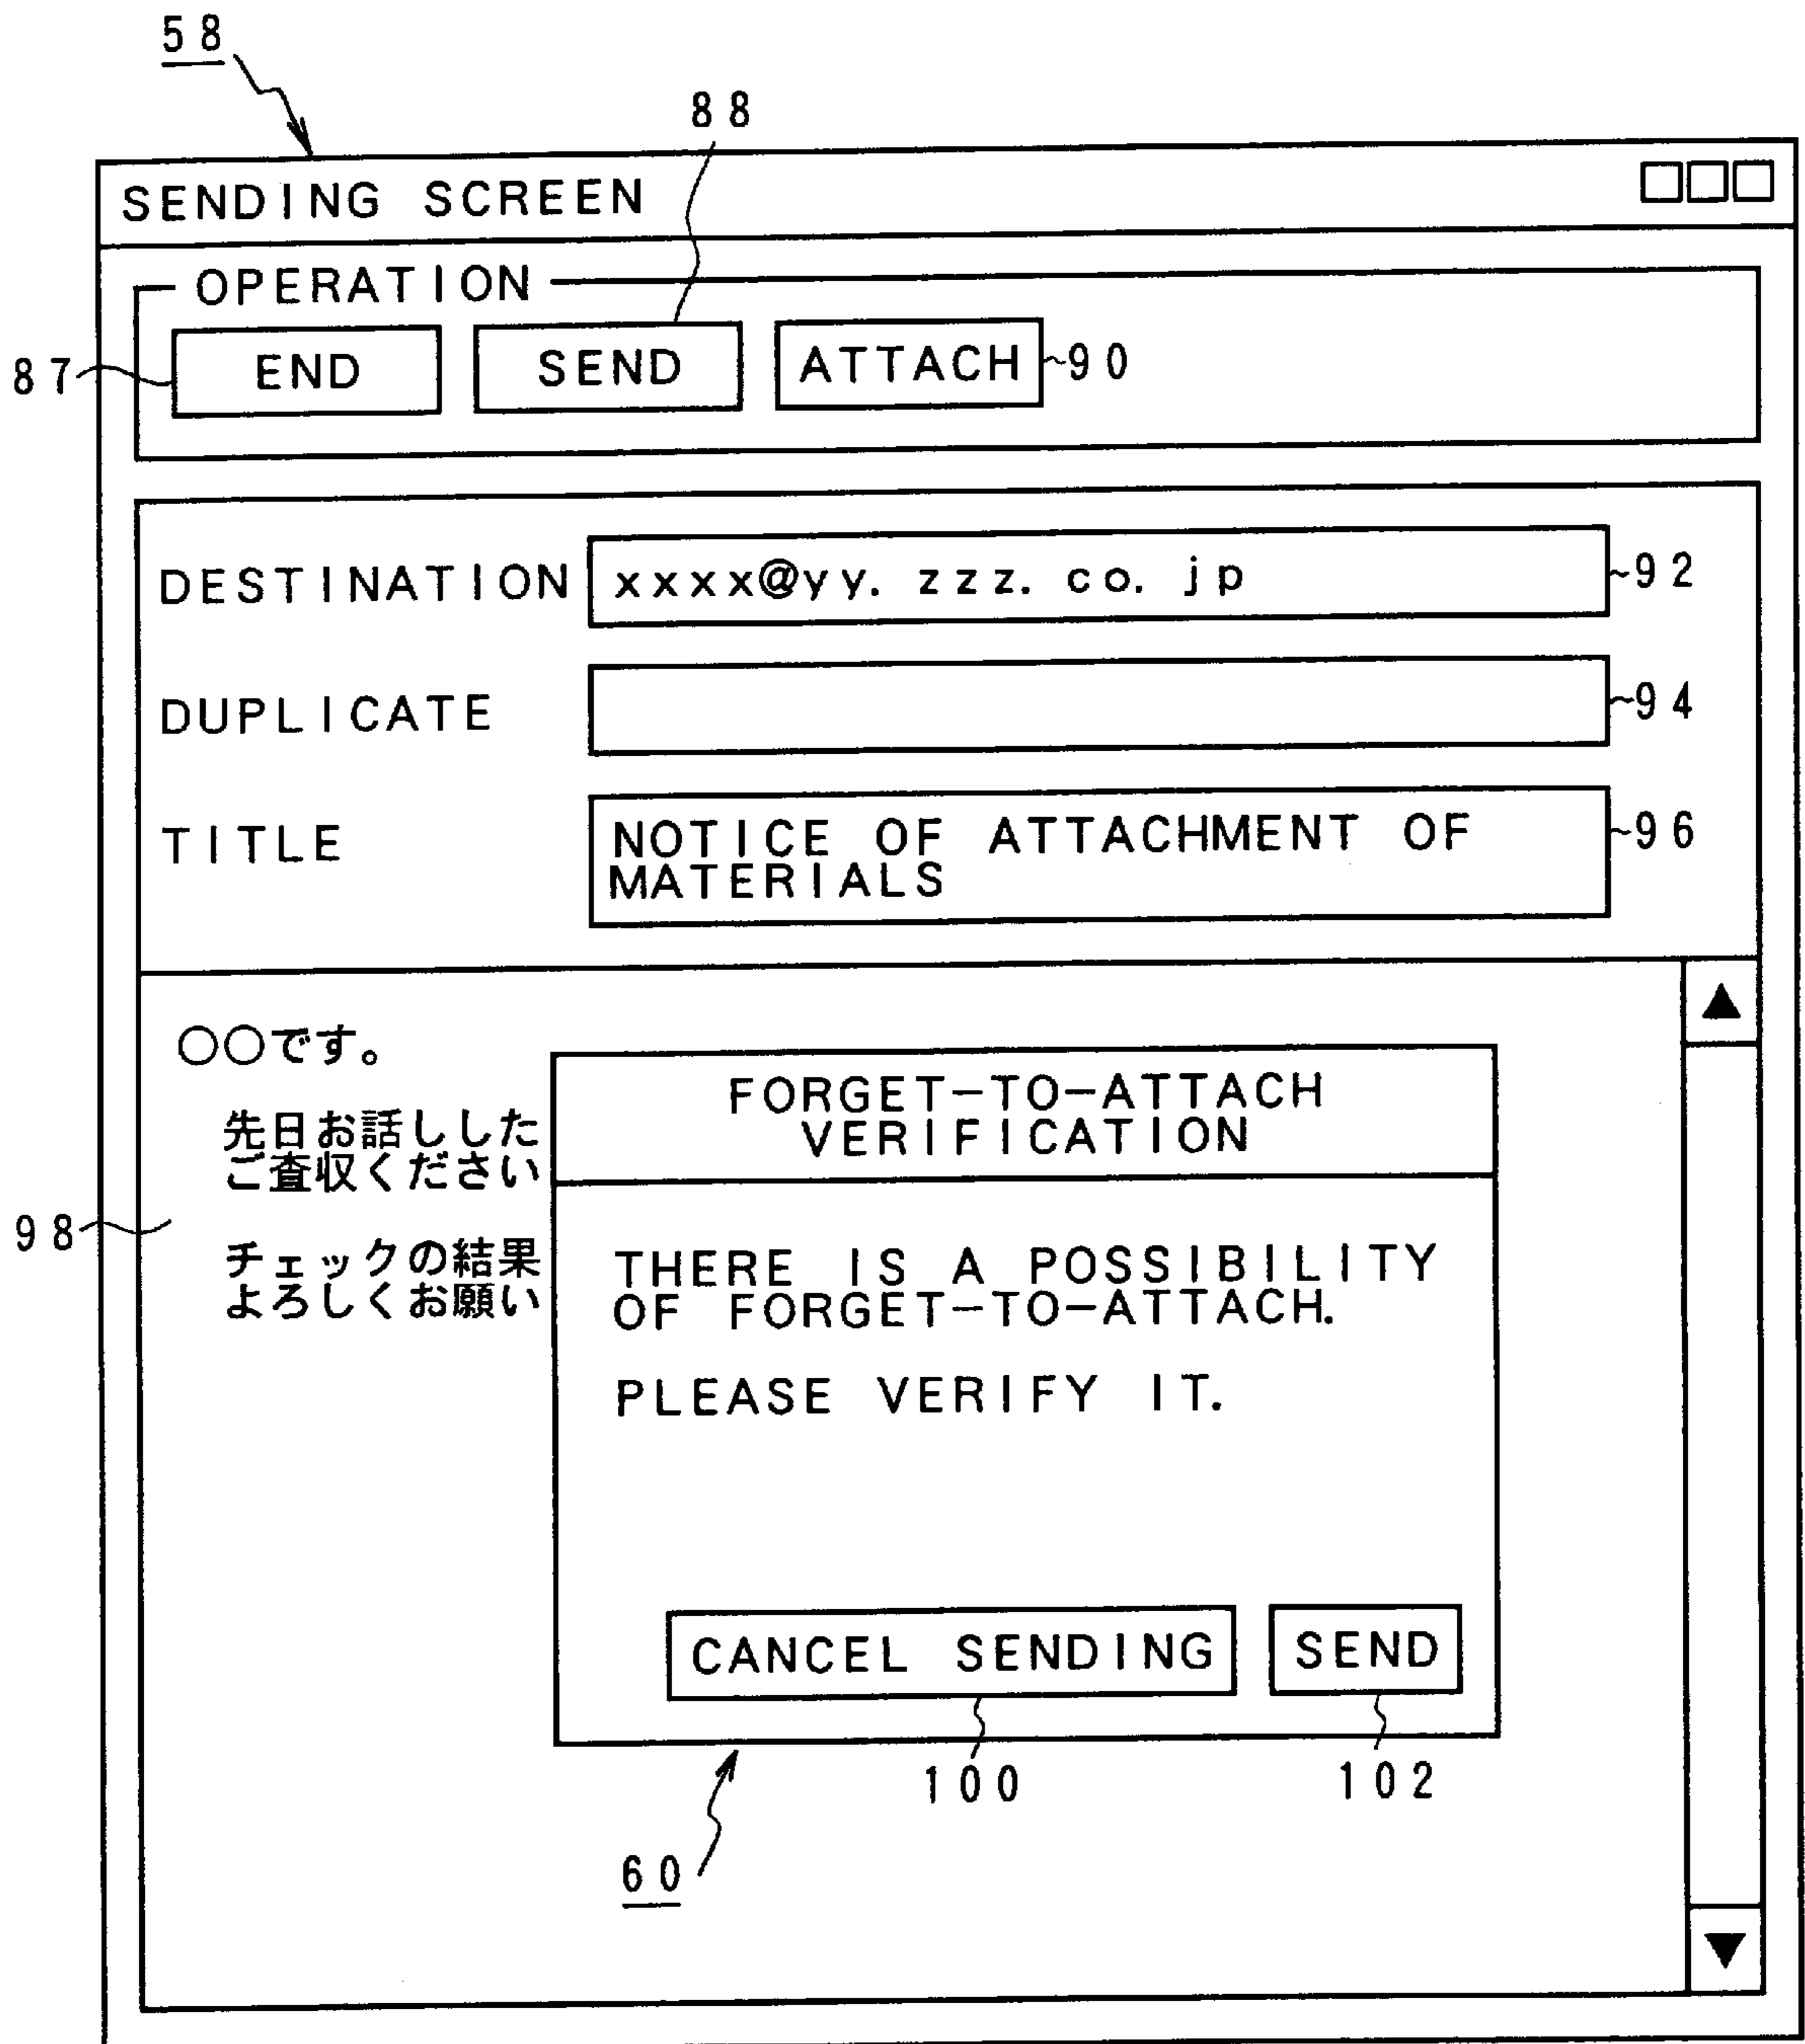 58
88
SENDING SCREEN
OPERATION
87
END
SEND
ATTACH
90
DESTINATION
xxxx@yy. zzz. co. jp
92
DUPLICATE
94
TITLE
NOTICE OF ATTACHMENT OF
MATERIALS
96
○○です。
先日お話しした
ご査収ください
チェックの結果
よろしくお願い
98
FORGET-TO-ATTACH
VERIFICATION
THERE IS A POSSIBILITY
OF FORGET-TO-ATTACH.
PLEASE VERIFY IT.
CANCEL SENDING
SEND
100
102
60